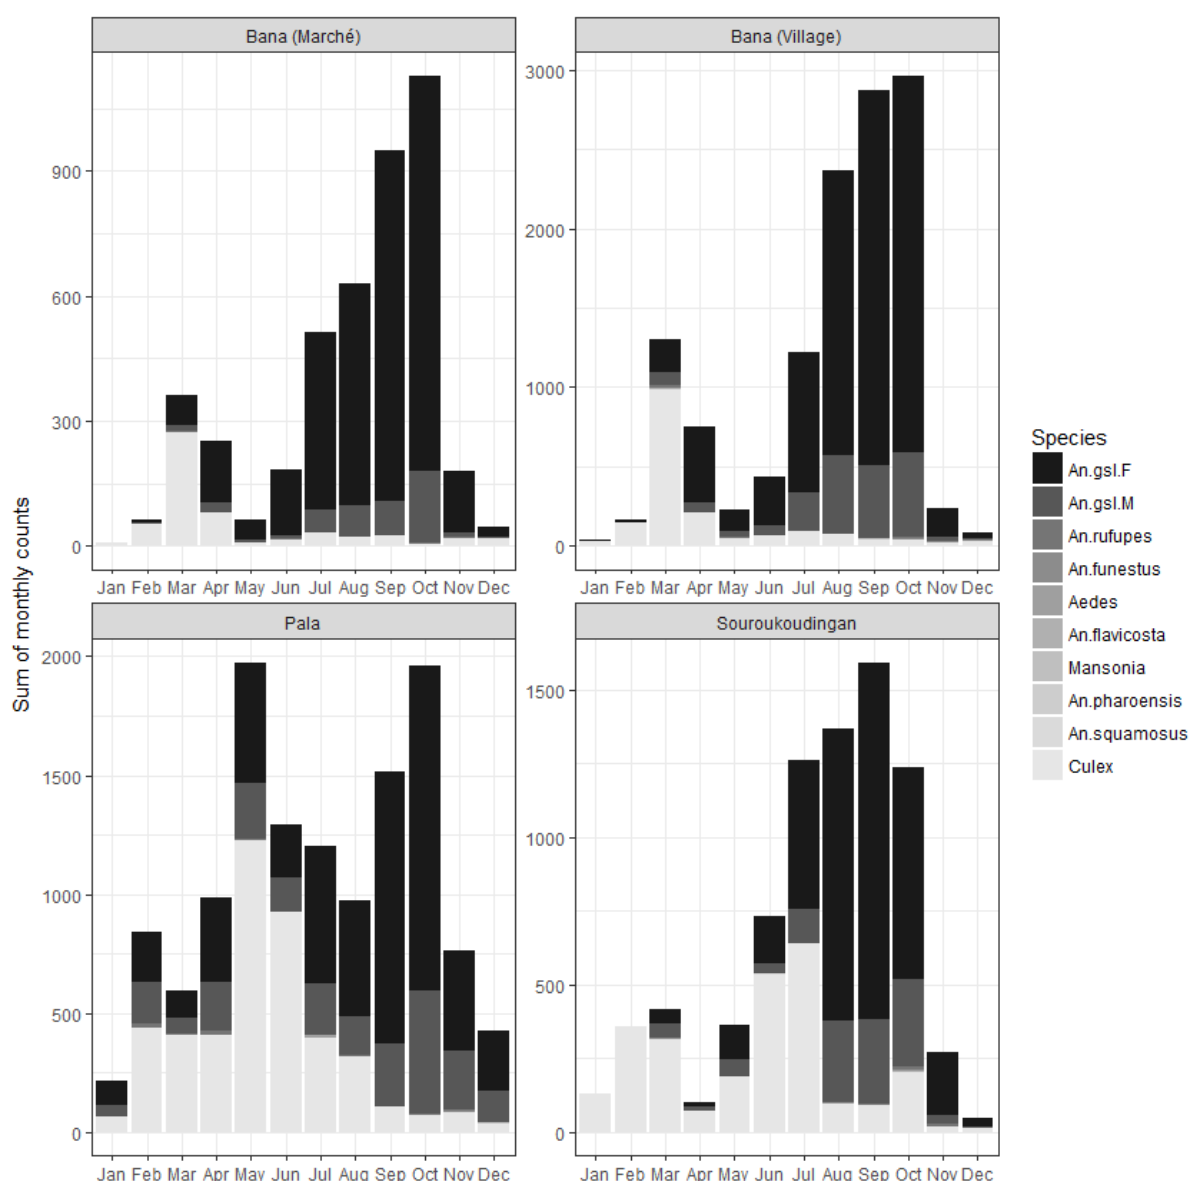 Bana (Marché)
Bana (Village)
900
600
300
0
3000
2000
1000
0
Jan Feb Mar Apr May Jun Jul Aug Sep Oct Nov Dec
Jan Feb Mar Apr May Jun Jul Aug Sep Oct Nov Dec
Sum of monthly counts
Pala
Souroukoudingan
2000
1500
1000
500
0
1500
1000
500
0
Jan Feb Mar Apr May Jun Jul Aug Sep Oct Nov Dec
Jan Feb Mar Apr May Jun Jul Aug Sep Oct Nov Dec
Species
An.gsl.F
An.gsl.M
An.rufupes
An.funestus
Aedes
An.flavicosta
Mansonia
An.pharoensis
An.squamosus
Culex